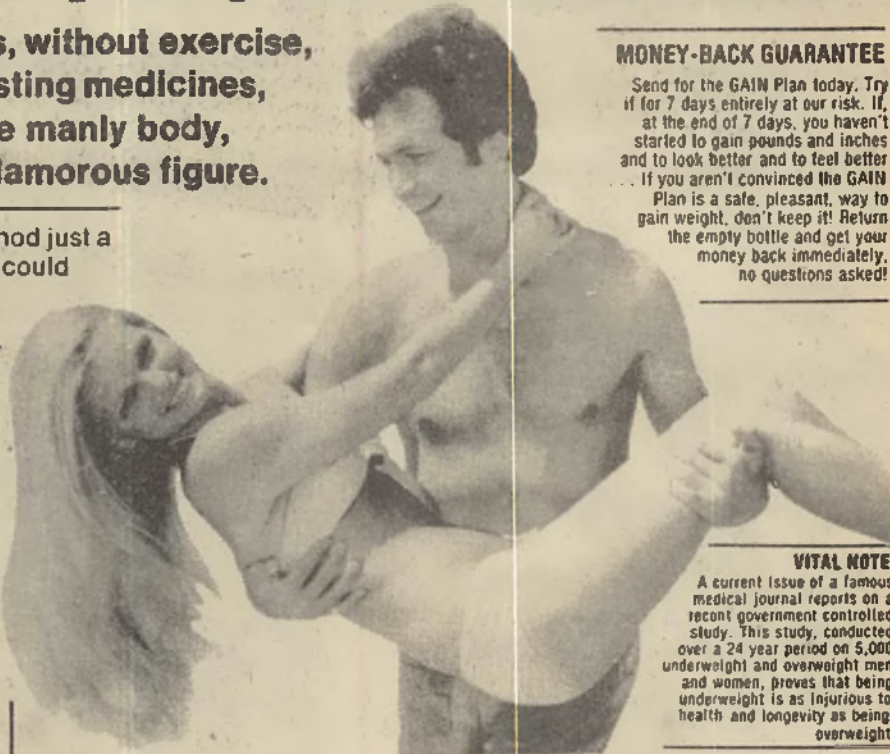 s, without exercise,
sting medicines,
e manly body,
lamorous figure.
nod just a
could
MONEY-BACK GUARANTEE
Send for the GAIN Plan today. Try
if for 7 days entirely at our risk. If,
at the end of 7 days, you haven't
started to gain pounds and inches
and to look better and to feel better
... If you aren't convinced the GAIN
Plan is a safe, pleasant, way to
gain weight, don't keep it! Return
the empty bottle and get your
money back immediately,
no questions asked!
VITAL NOTE
A current issue of a famous
medical journal reports on a
recent government controlled
study. This study, conducted
over a 24 year period on 5,000
underweight and overweight men
and women, proves that being
underweight is as injurious to
health and longevity as being
overweight